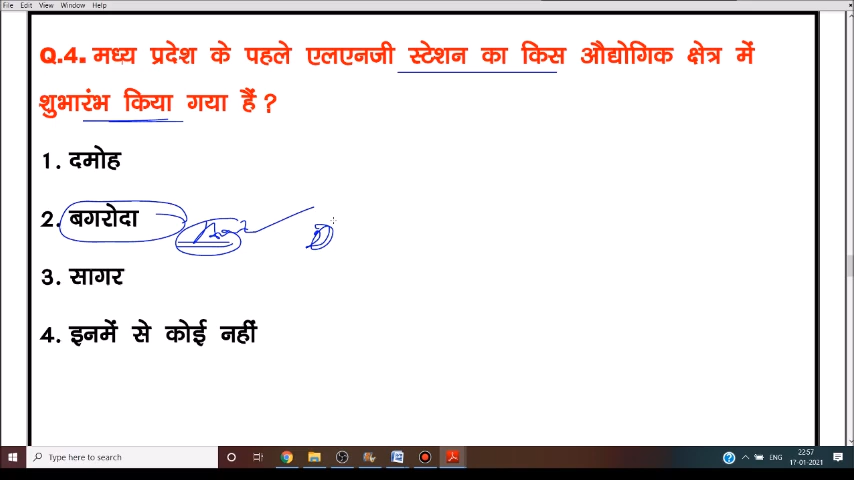 File Edit View Window Help
Q.4. मध्य प्रदेश के पहले एलएनजी स्टेशन का किस औद्योगिक क्षेत्र में
शुभारंभ किया गया हैं ?
1. दमोह
2. बगरोदा
3. सागर
4. इनमें से कोई नहीं
Type here to search
ENG
22:57
17-01-2021